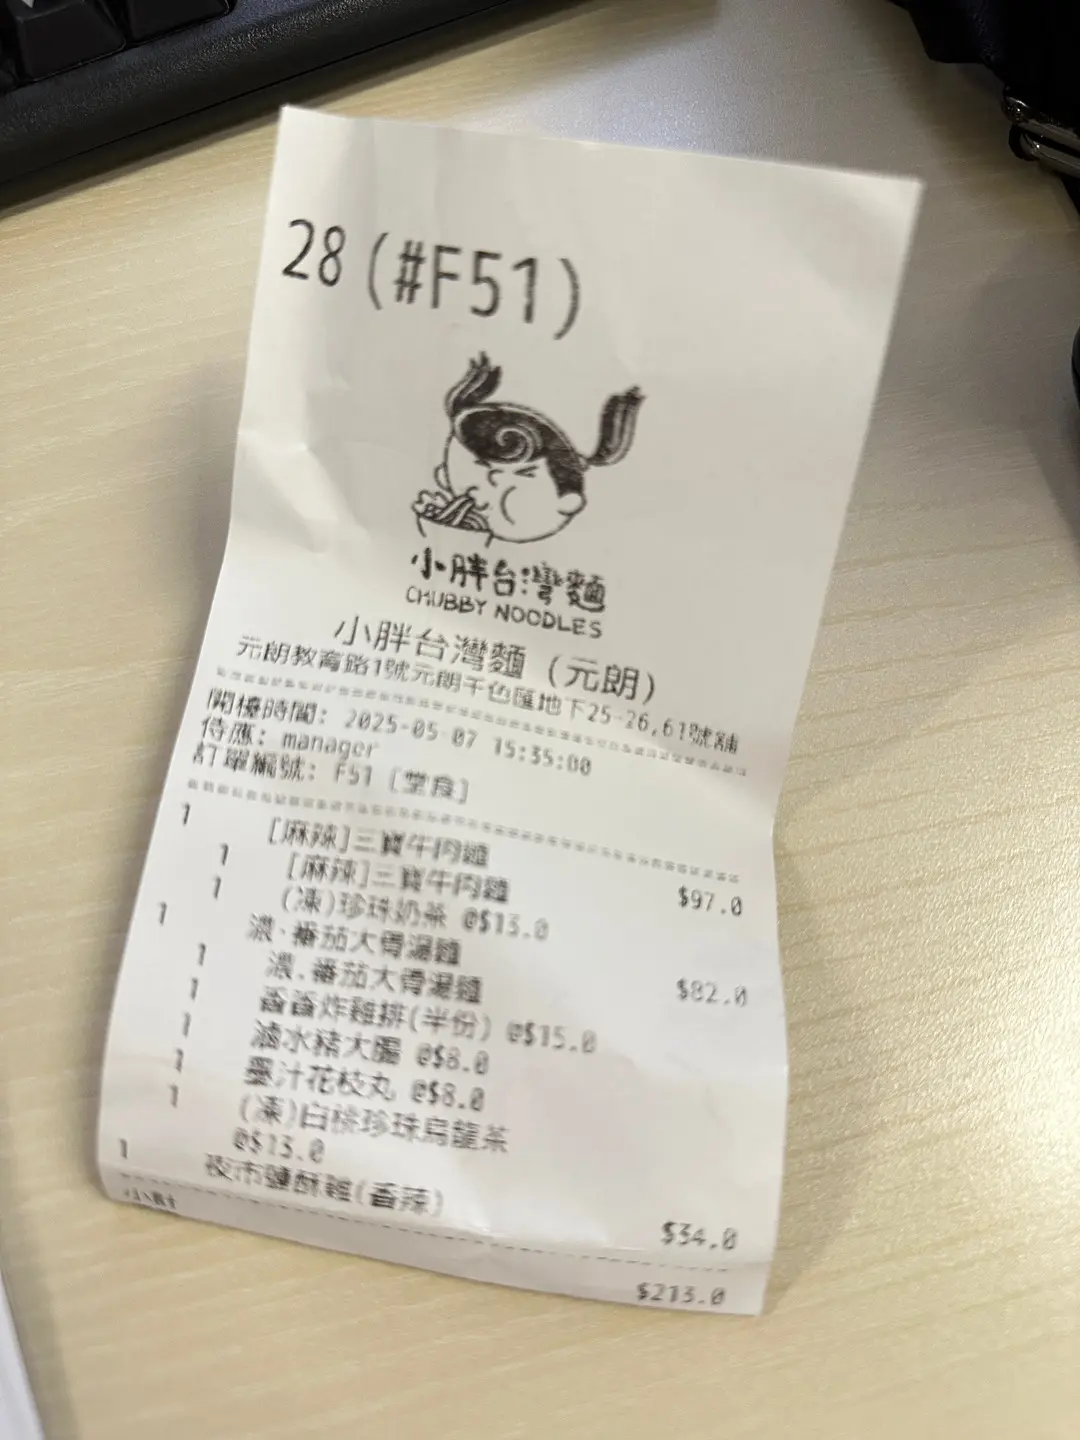 28 (#F51)
小胖台灣麵
CHUBBY NOODLES
小胖台灣麵 (元朗)
元朗教育路1號元朗千色匯地下25-26,61號舖
開檯時間: 2025-05-07 15:35:00
侍應: manager
訂單編號: F51 [堂食]
1 [麻辣]三寶牛肉麵 $97.0
1 [麻辣]三寶牛肉麵
1 (凍)珍珠奶茶 @$13.0
1 濃.番茄大骨湯麵 $82.0
1 濃.番茄大骨湯麵
1 香香炸雞排(半份) @$15.0
1 滷水豬大腸 @$8.0
1 墨汁花枝丸 @$8.0
1 (凍)白桃珍珠烏龍茶
@$13.0
1 夜市鹽酥雞(香辣) $34.0
小計 $213.0